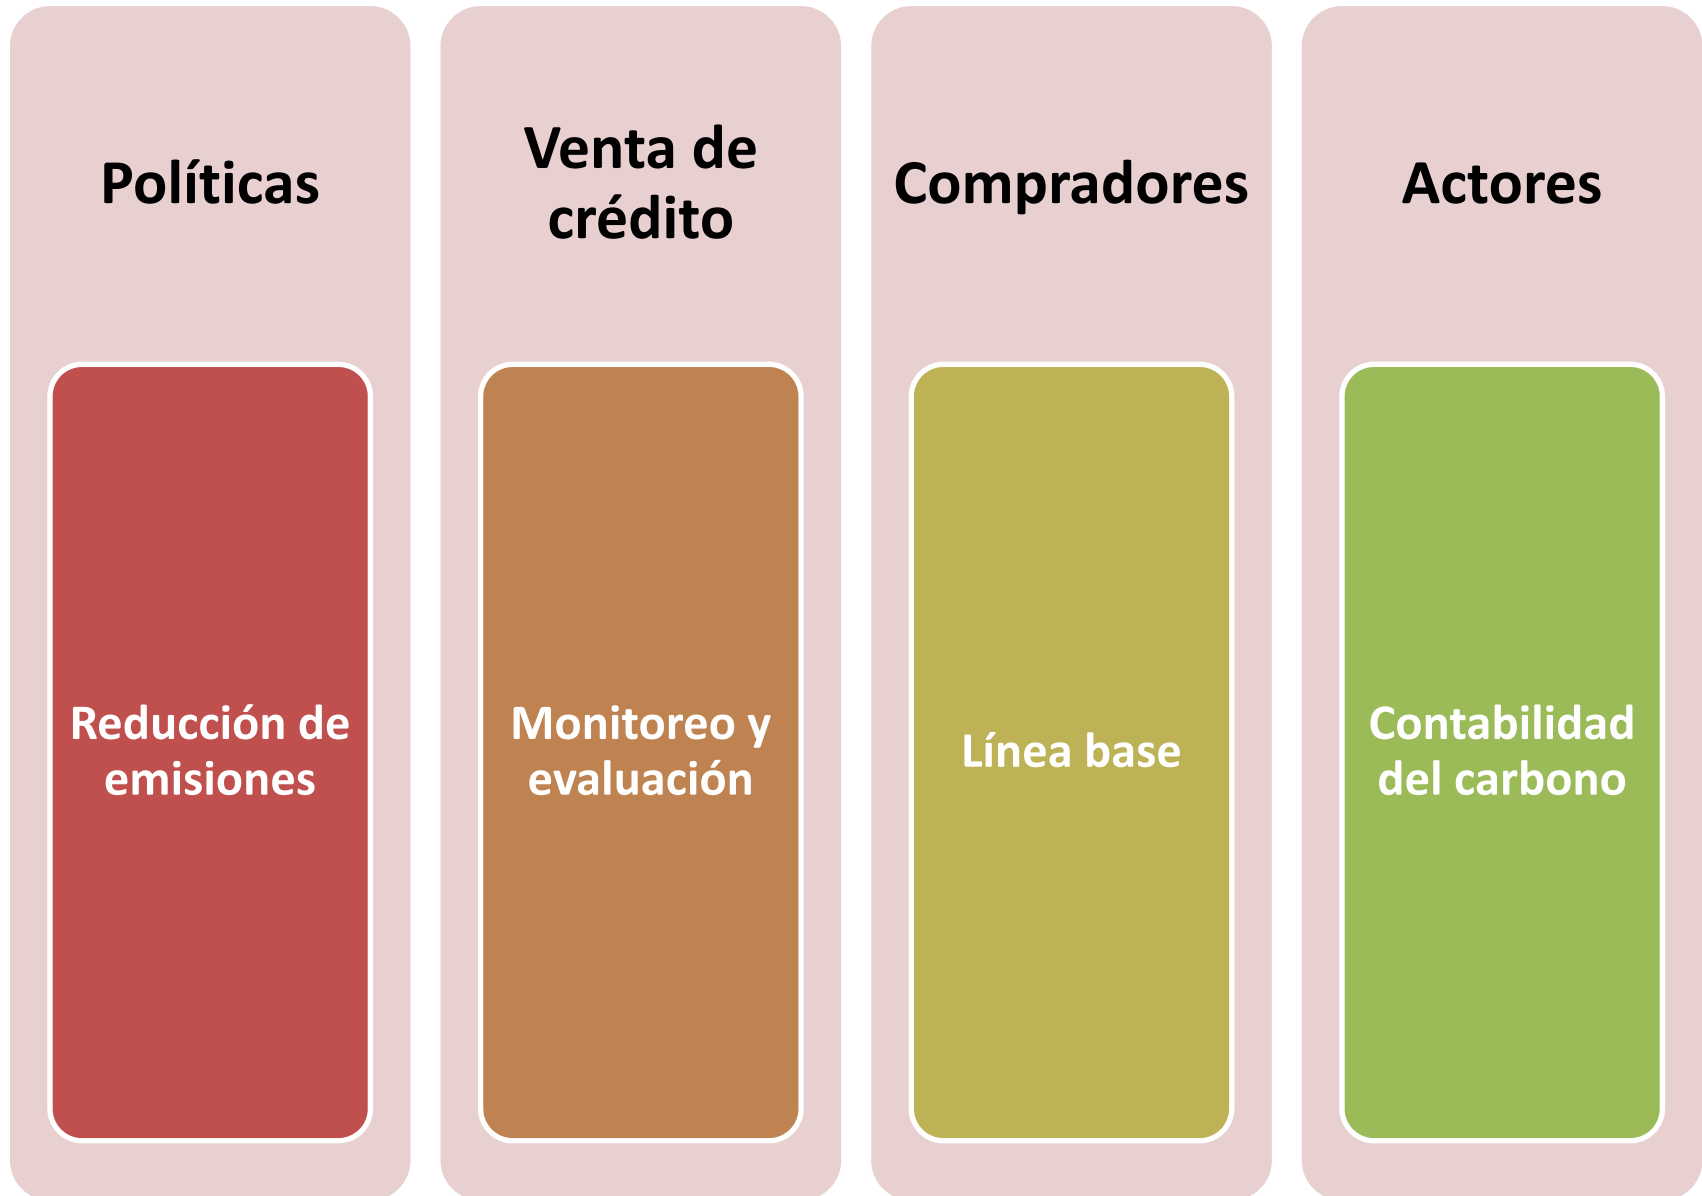 Políticas
Reducción de
emisiones
Venta de
crédito
Monitoreo y
evaluación
Compradores
Línea base
Actores
Contabilidad
del carbono